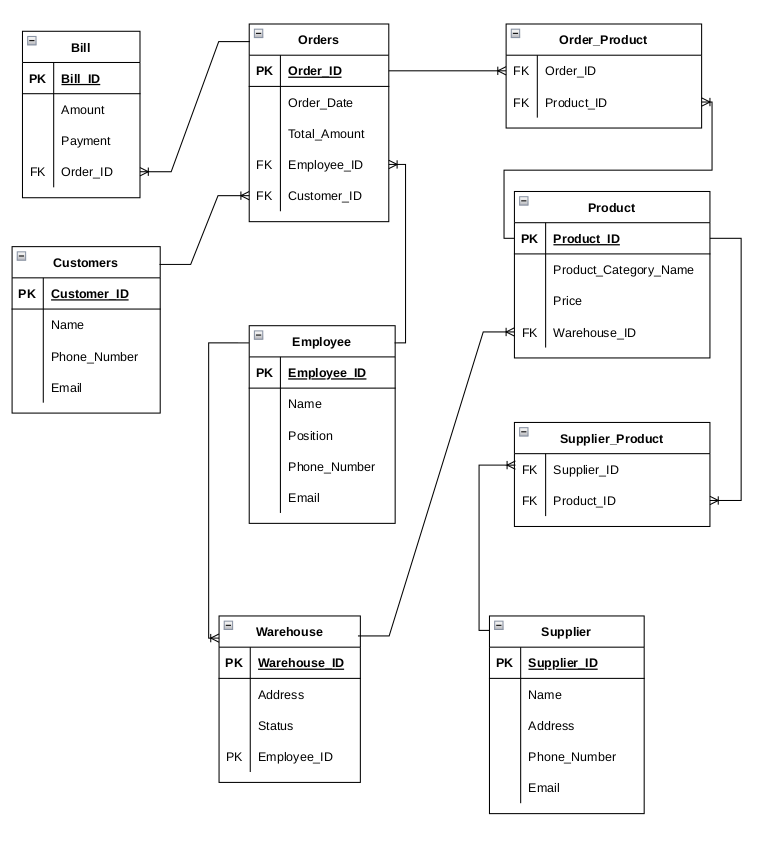 Bill
PK Bill_ID
Amount
Payment
FK Order_ID
Orders
PK Order_ID
Order_Date
Total_Amount
FK Employee_ID
FK Customer_ID
Order_Product
FK Order_ID
FK Product_ID
Customers
PK Customer_ID
Name
Phone_Number
Email
Product
PK Product_ID
Product_Category_Name
Price
FK Warehouse_ID
Employee
PK Employee_ID
Name
Position
Phone_Number
Email
Supplier_Product
FK Supplier_ID
FK Product_ID
Warehouse
PK Warehouse_ID
Address
Status
PK Employee_ID
Supplier
PK Supplier_ID
Name
Address
Phone_Number
Email